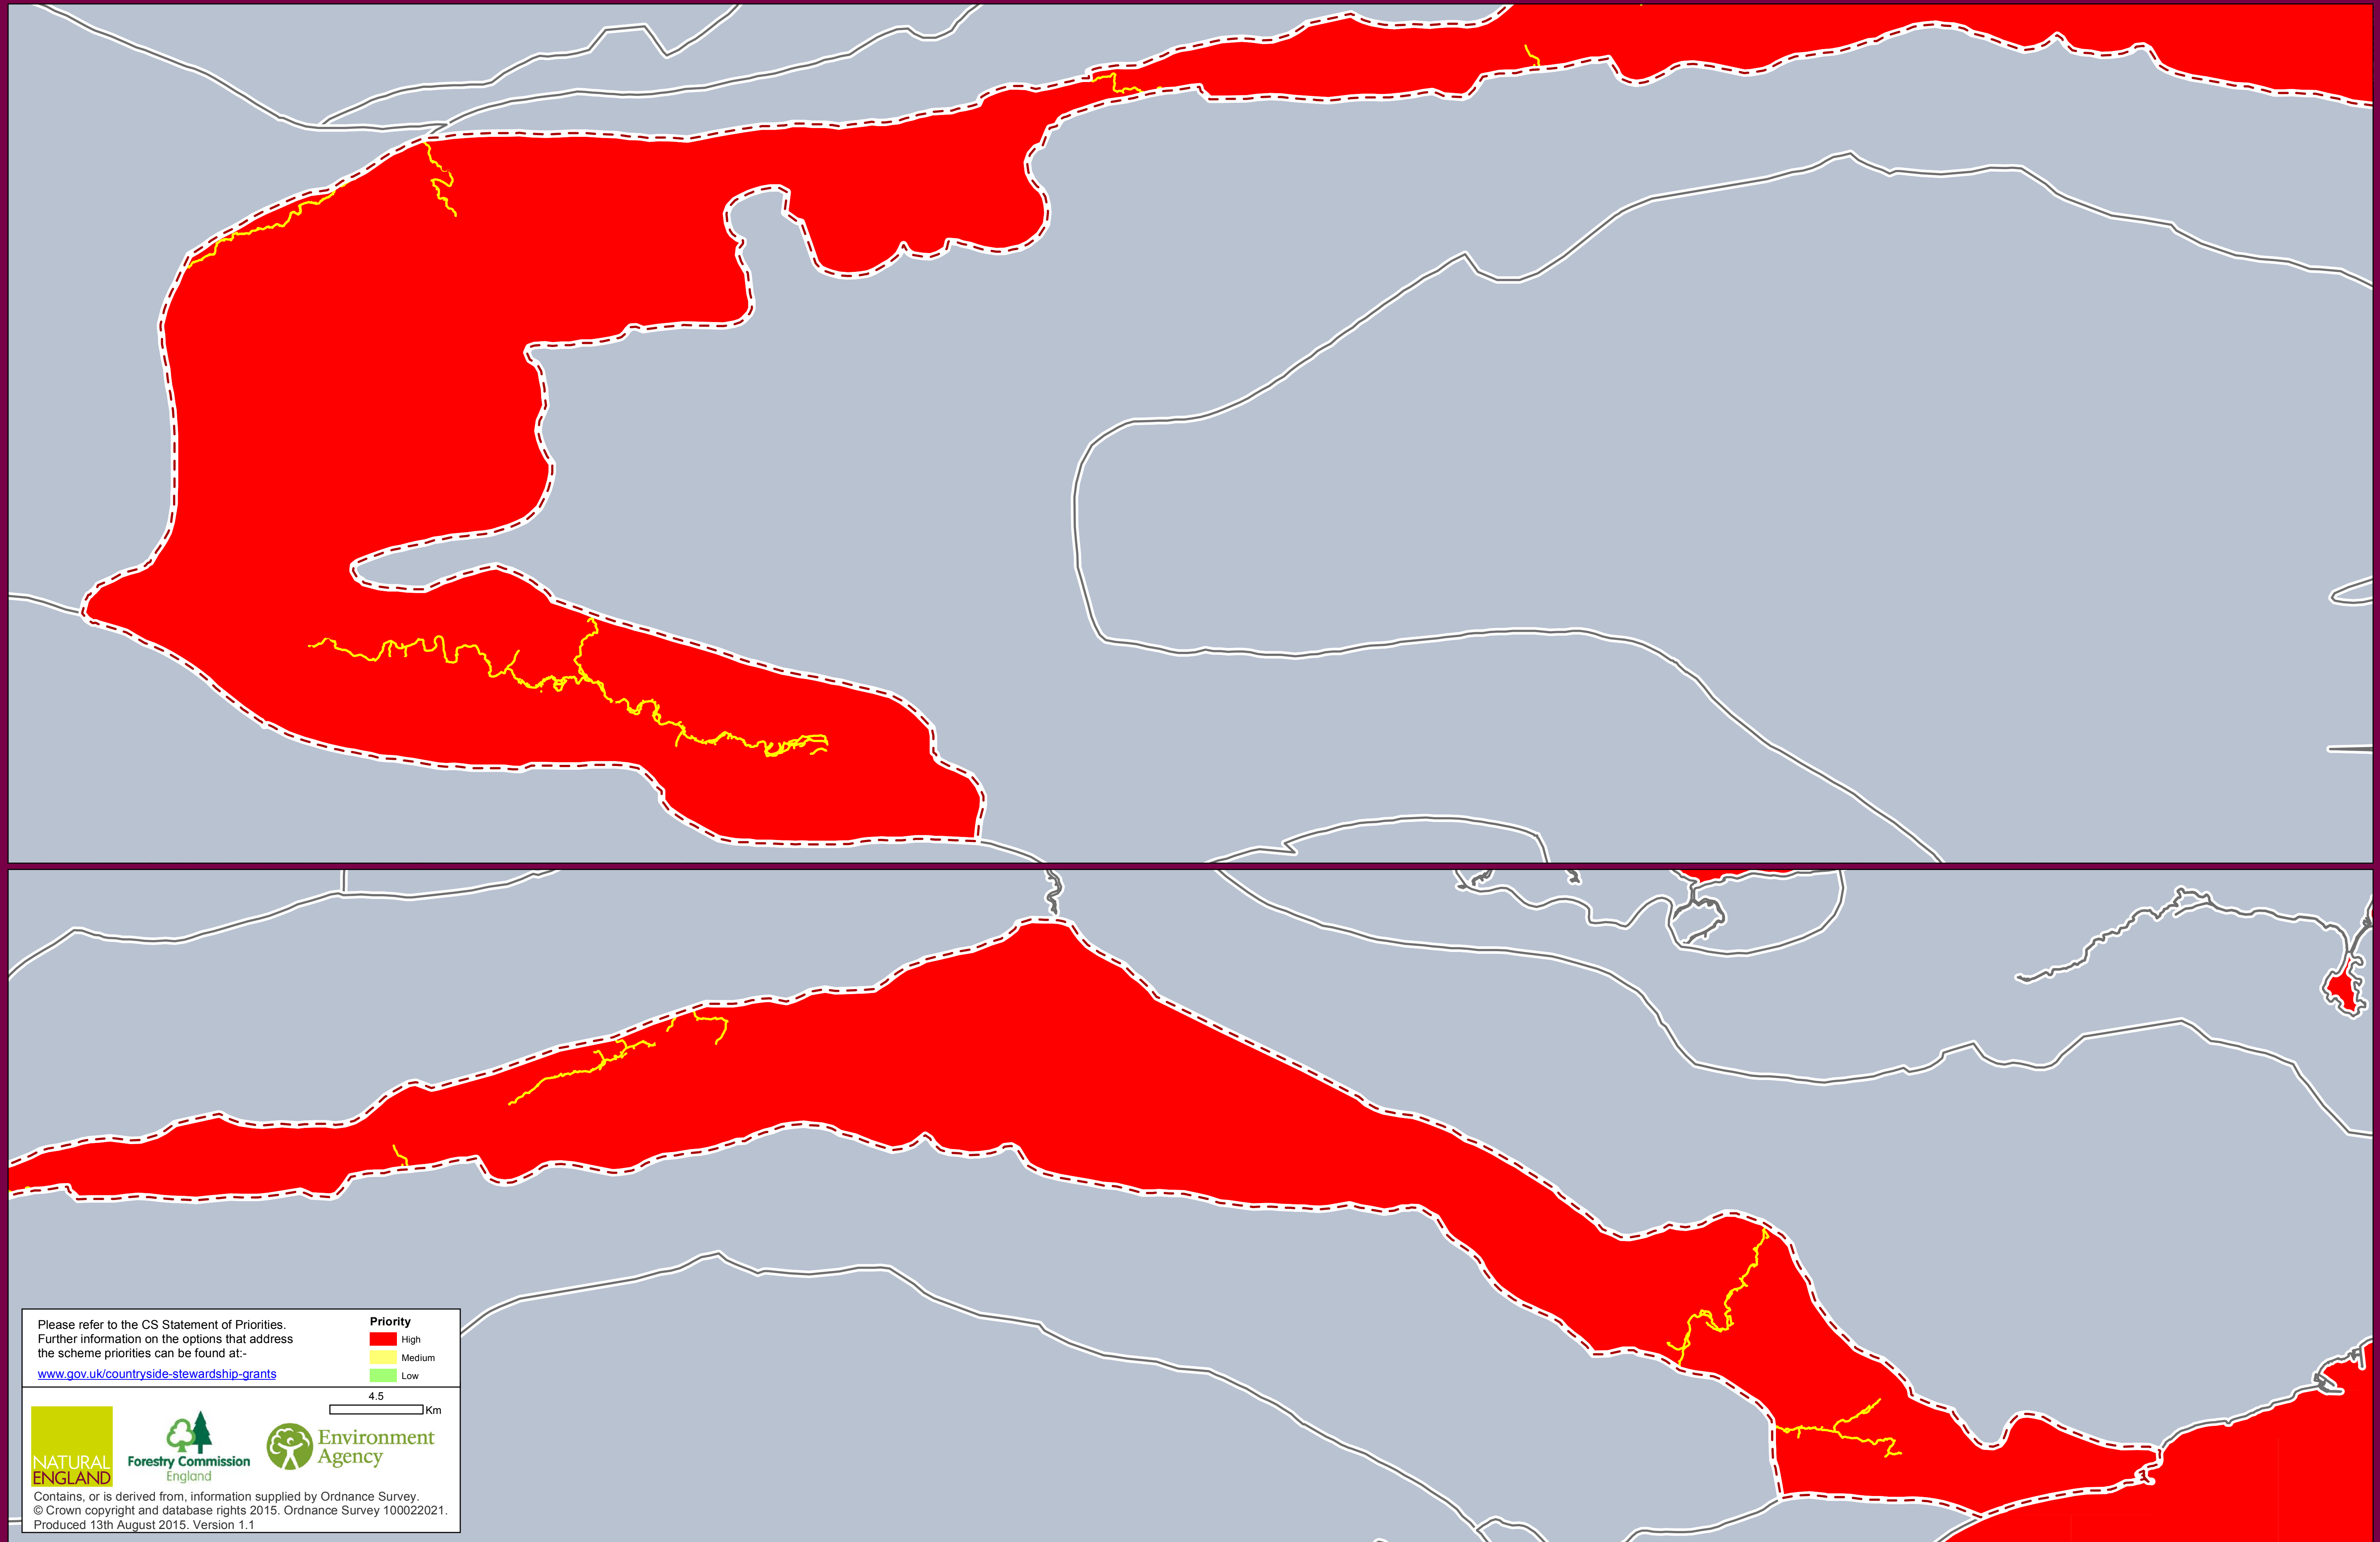 Please refer to the CS Statement of Priorities.
Further information on the options that address
the scheme priorities can be found at:-
www.gov.uk/countryside-stewardship-grants
Priority
High
Medium
Low
4.5
Km
NATURAL
ENGLAND
Forestry Commission
England
Environment
Agency
Contains, or is derived from, information supplied by Ordnance Survey.
© Crown copyright and database rights 2015. Ordnance Survey 100022021.
Produced 13th August 2015. Version 1.1